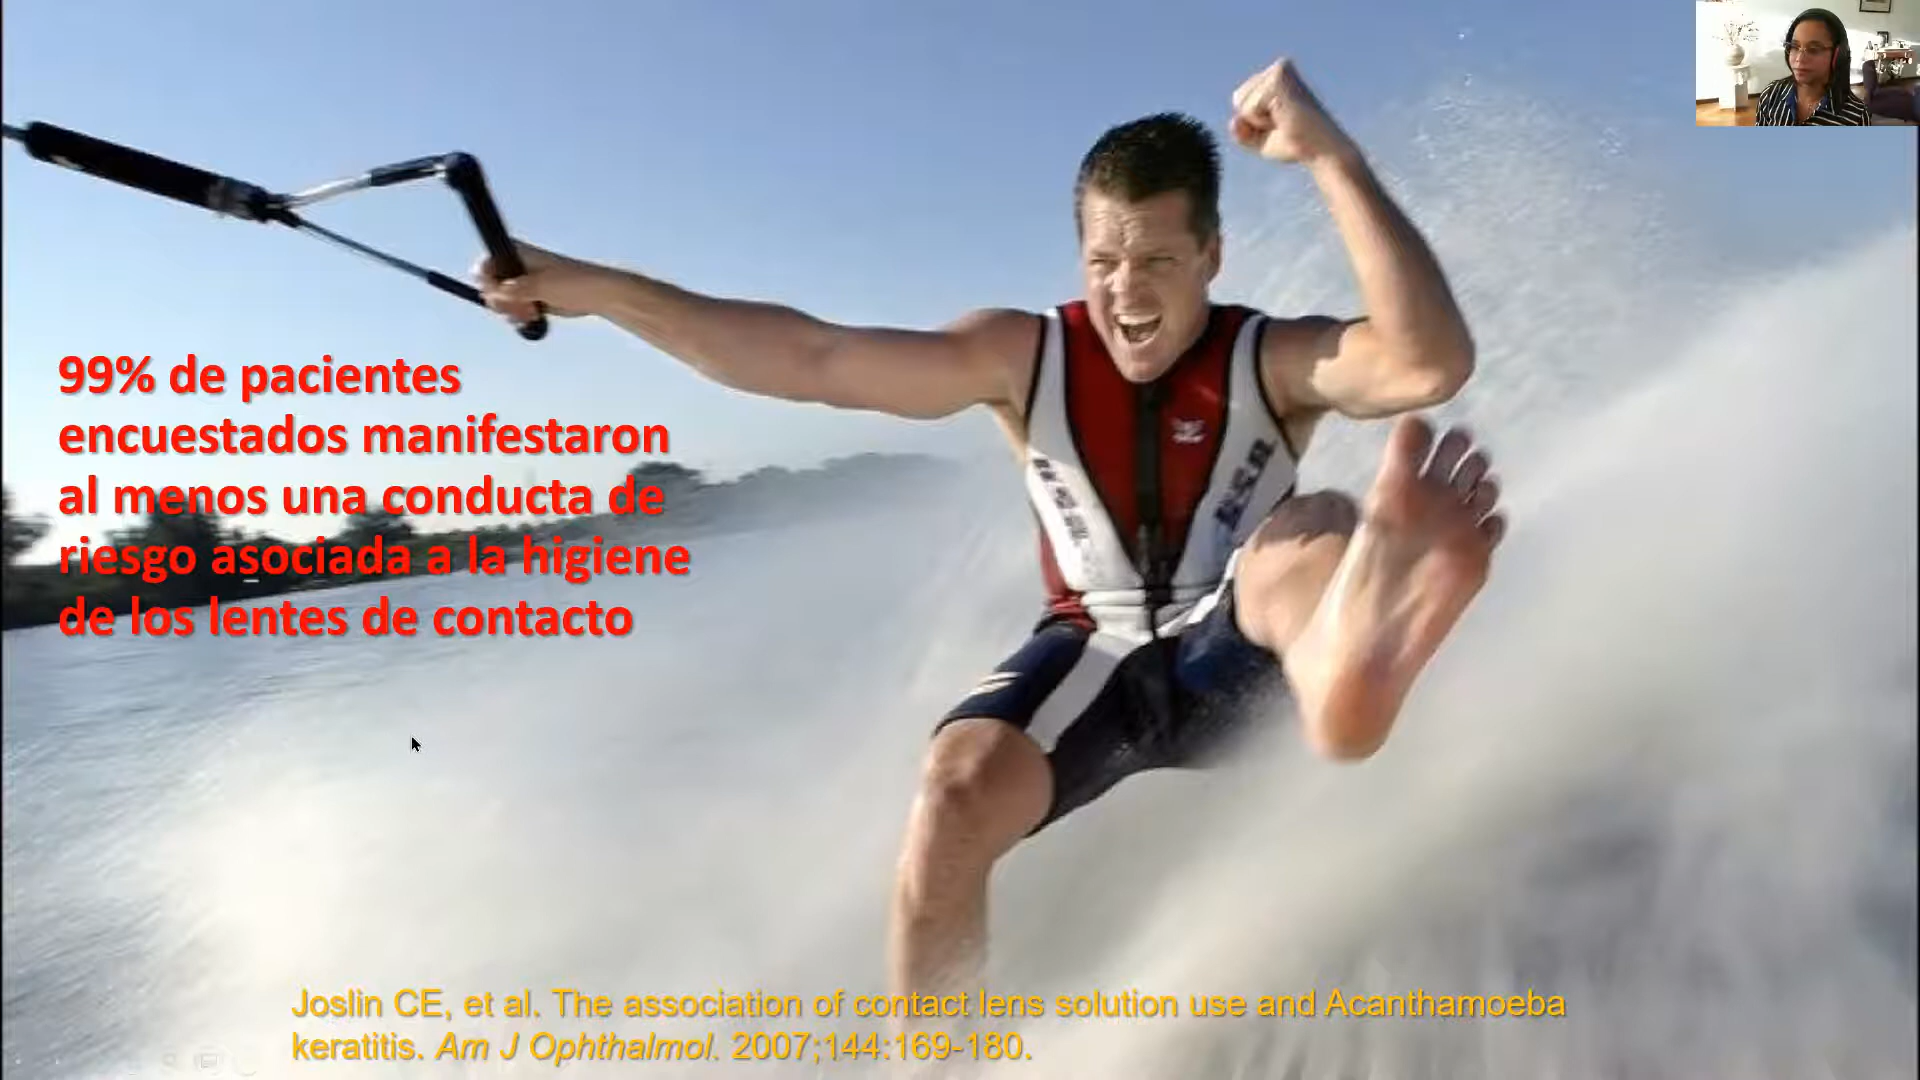 99% de pacientes
encuestados manifestaron
al menos una conducta de
riesgo asociada a la higiene
de los lentes de contacto
Joslin CE, et al. The association of contact lens solution use and Acanthamoeba
keratitis. Am J Ophthalmol. 2007;144:169-180.